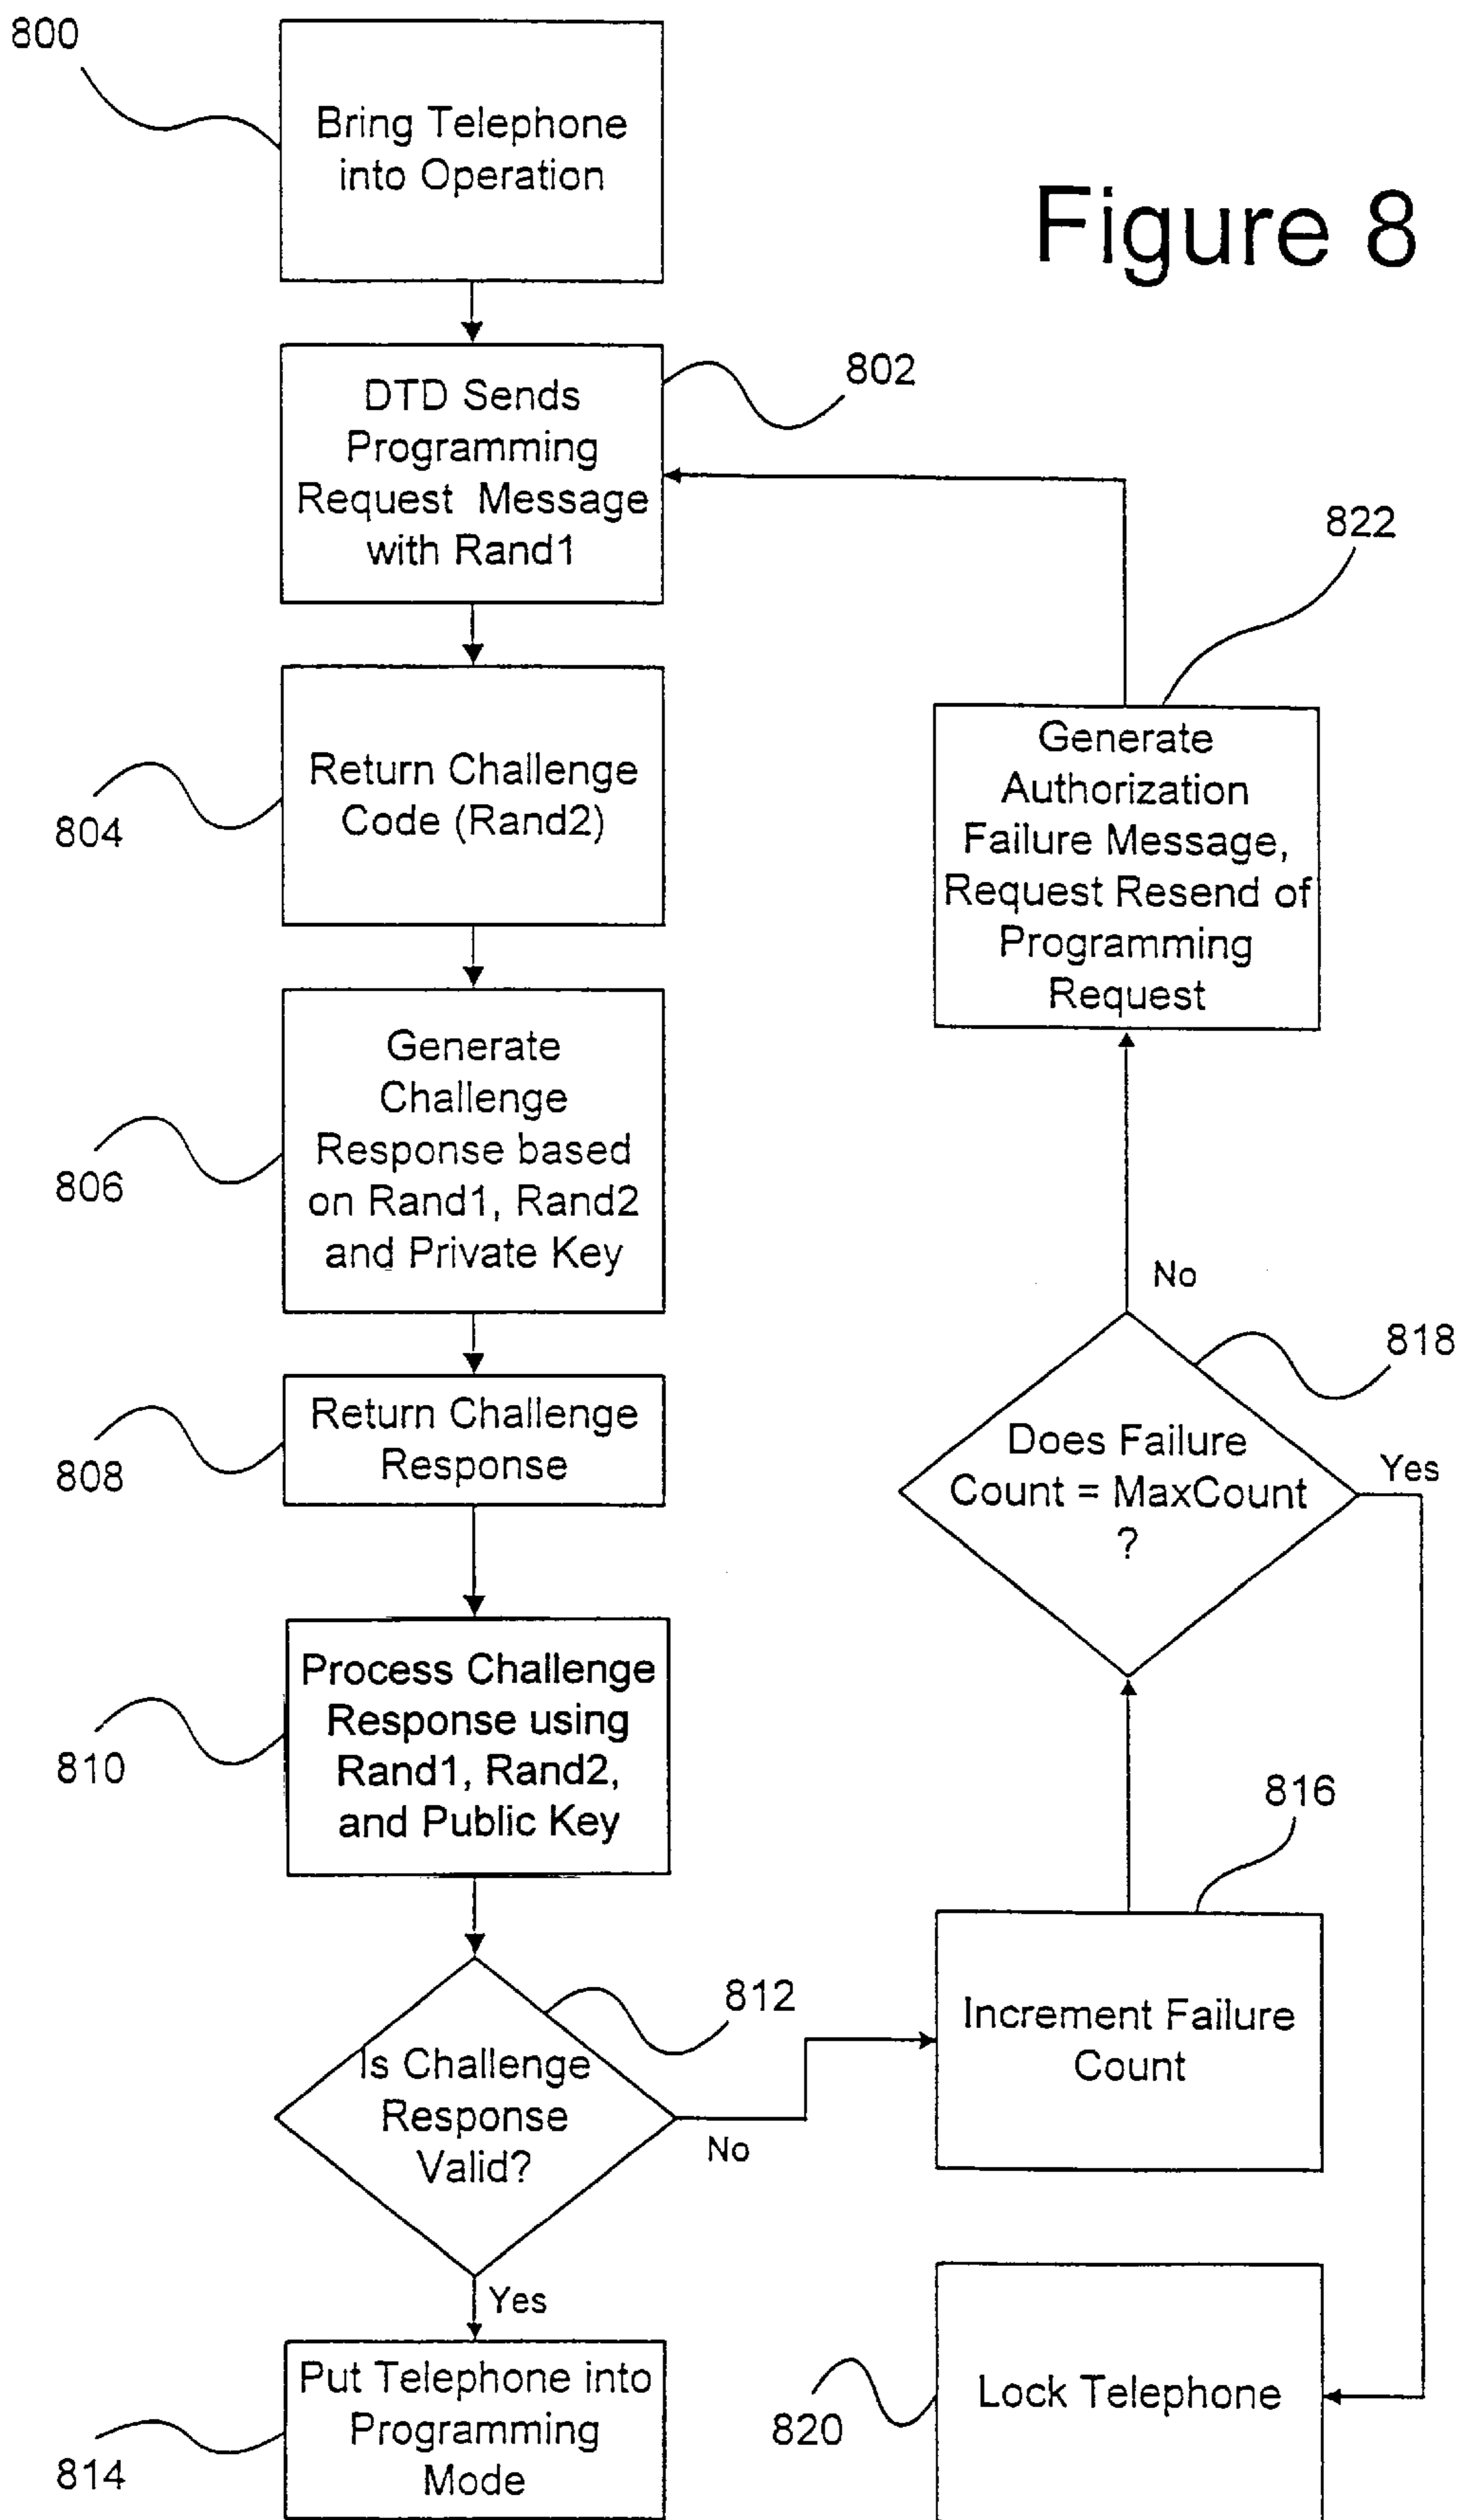 800
Bring Telephone
into Operation
Figure 8
802
DTD Sends
Programming
Request Message
with Rand1
822
804
Return Challenge
Code (Rand2)
Generate
Authorization
Failure Message,
Request Resend of
Programming
Request
806
Generate
Challenge
Response based
on Rand1, Rand2
and Private Key
No
818
808
Return Challenge
Response
Does Failure
Count = MaxCount
?
Yes
810
Process Challenge
Response using
Rand1, Rand2,
and Public Key
816
812
Is Challenge
Response
Valid?
No
Increment Failure
Count
Yes
814
Put Telephone into
Programming
Mode
820
Lock Telephone